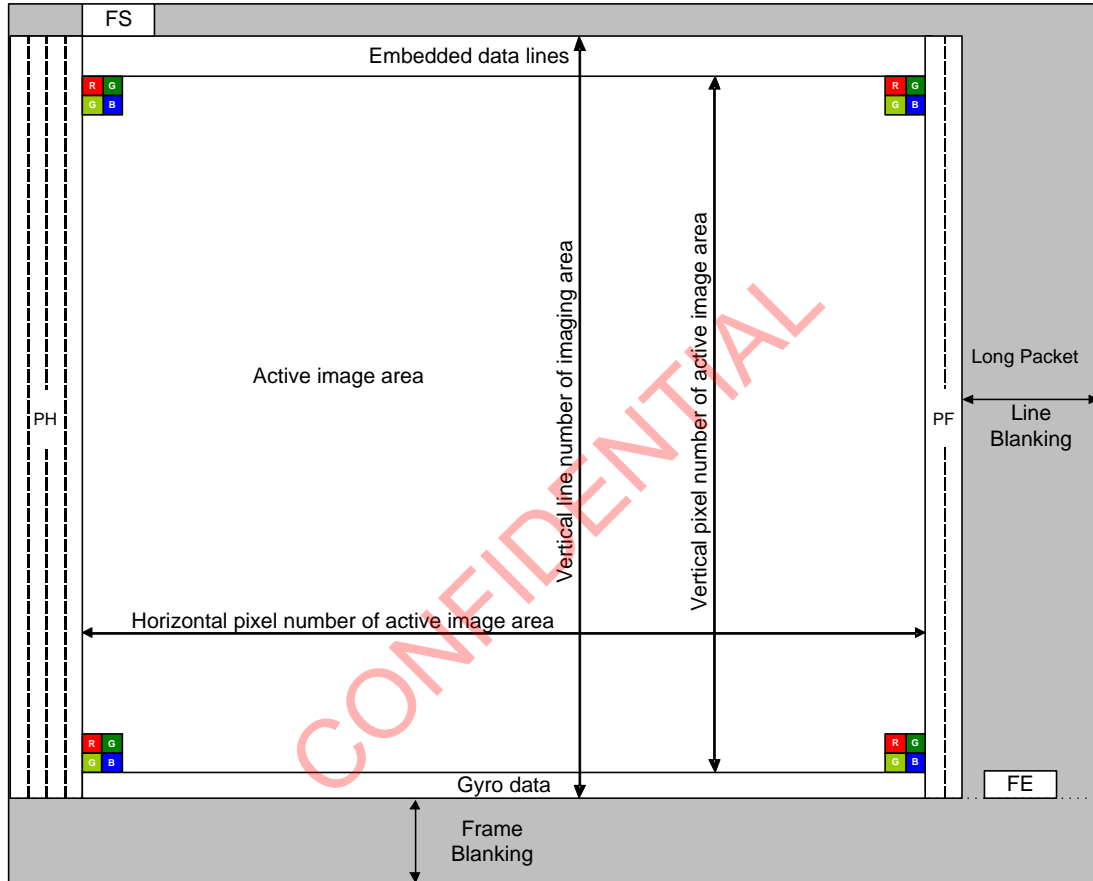 FS
Embedded data lines
R G
G B
R G
G B
Vertical line number of imaging area
Vertical pixel number of active image area
Active image area
Long Packet
PH
PF
Line
Blanking
CONFIDENTIAL
Horizontal pixel number of active image area
R G
G B
R G
G B
Gyro data
FE
Frame
Blanking